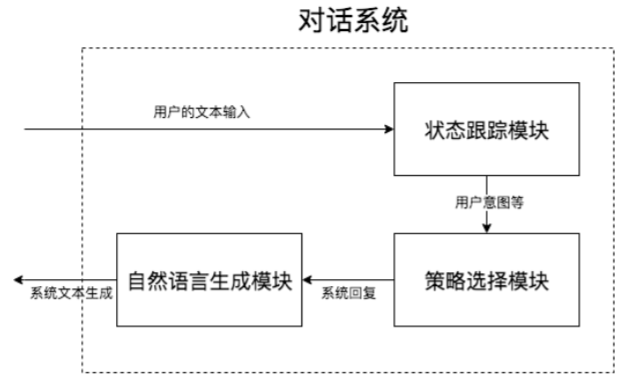 对话系统
用户的文本输入
状态跟踪模块
用户意图等
系统文本生成
自然语言生成模块
系统回复
策略选择模块